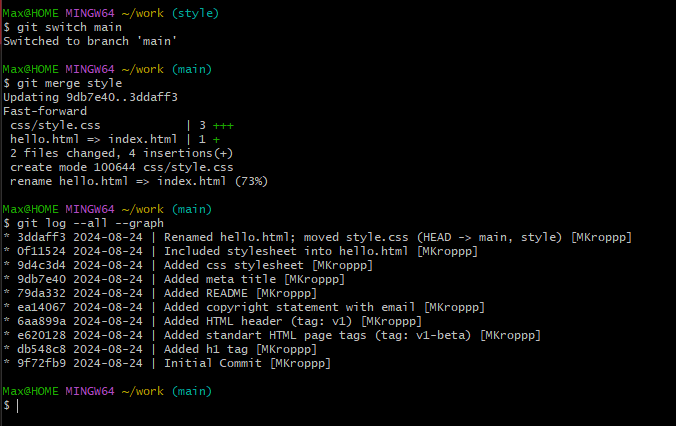 Max@HOME MINGW64 ~/work (style)
$ git switch main
Switched to branch 'main'
Max@HOME MINGW64 ~/work (main)
$ git merge style
Updating 9db7e40..3ddaff3
Fast-forward
 css/style.css            | 3 +++
 hello.html => index.html | 1 +
 2 files changed, 4 insertions(+)
 create mode 100644 css/style.css
 rename hello.html => index.html (73%)
Max@HOME MINGW64 ~/work (main)
$ git log --all --graph
* 3ddaff3 2024-08-24 | Renamed hello.html; moved style.css (HEAD -> main, style) [MKroppp]
* 0f11524 2024-08-24 | Included stylesheet into hello.html [MKroppp]
* 9d4c3d4 2024-08-24 | Added css stylesheet [MKroppp]
* 9db7e40 2024-08-24 | Added meta title [MKroppp]
* 79da332 2024-08-24 | Added README [MKroppp]
* ea14067 2024-08-24 | Added copyright statement with email [MKroppp]
* 6aa899a 2024-08-24 | Added HTML header (tag: v1) [MKroppp]
* e620128 2024-08-24 | Added standart HTML page tags (tag: v1-beta) [MKroppp]
* db548c8 2024-08-24 | Added h1 tag [MKroppp]
* 9f72fb9 2024-08-24 | Initial Commit [MKroppp]
Max@HOME MINGW64 ~/work (main)
$